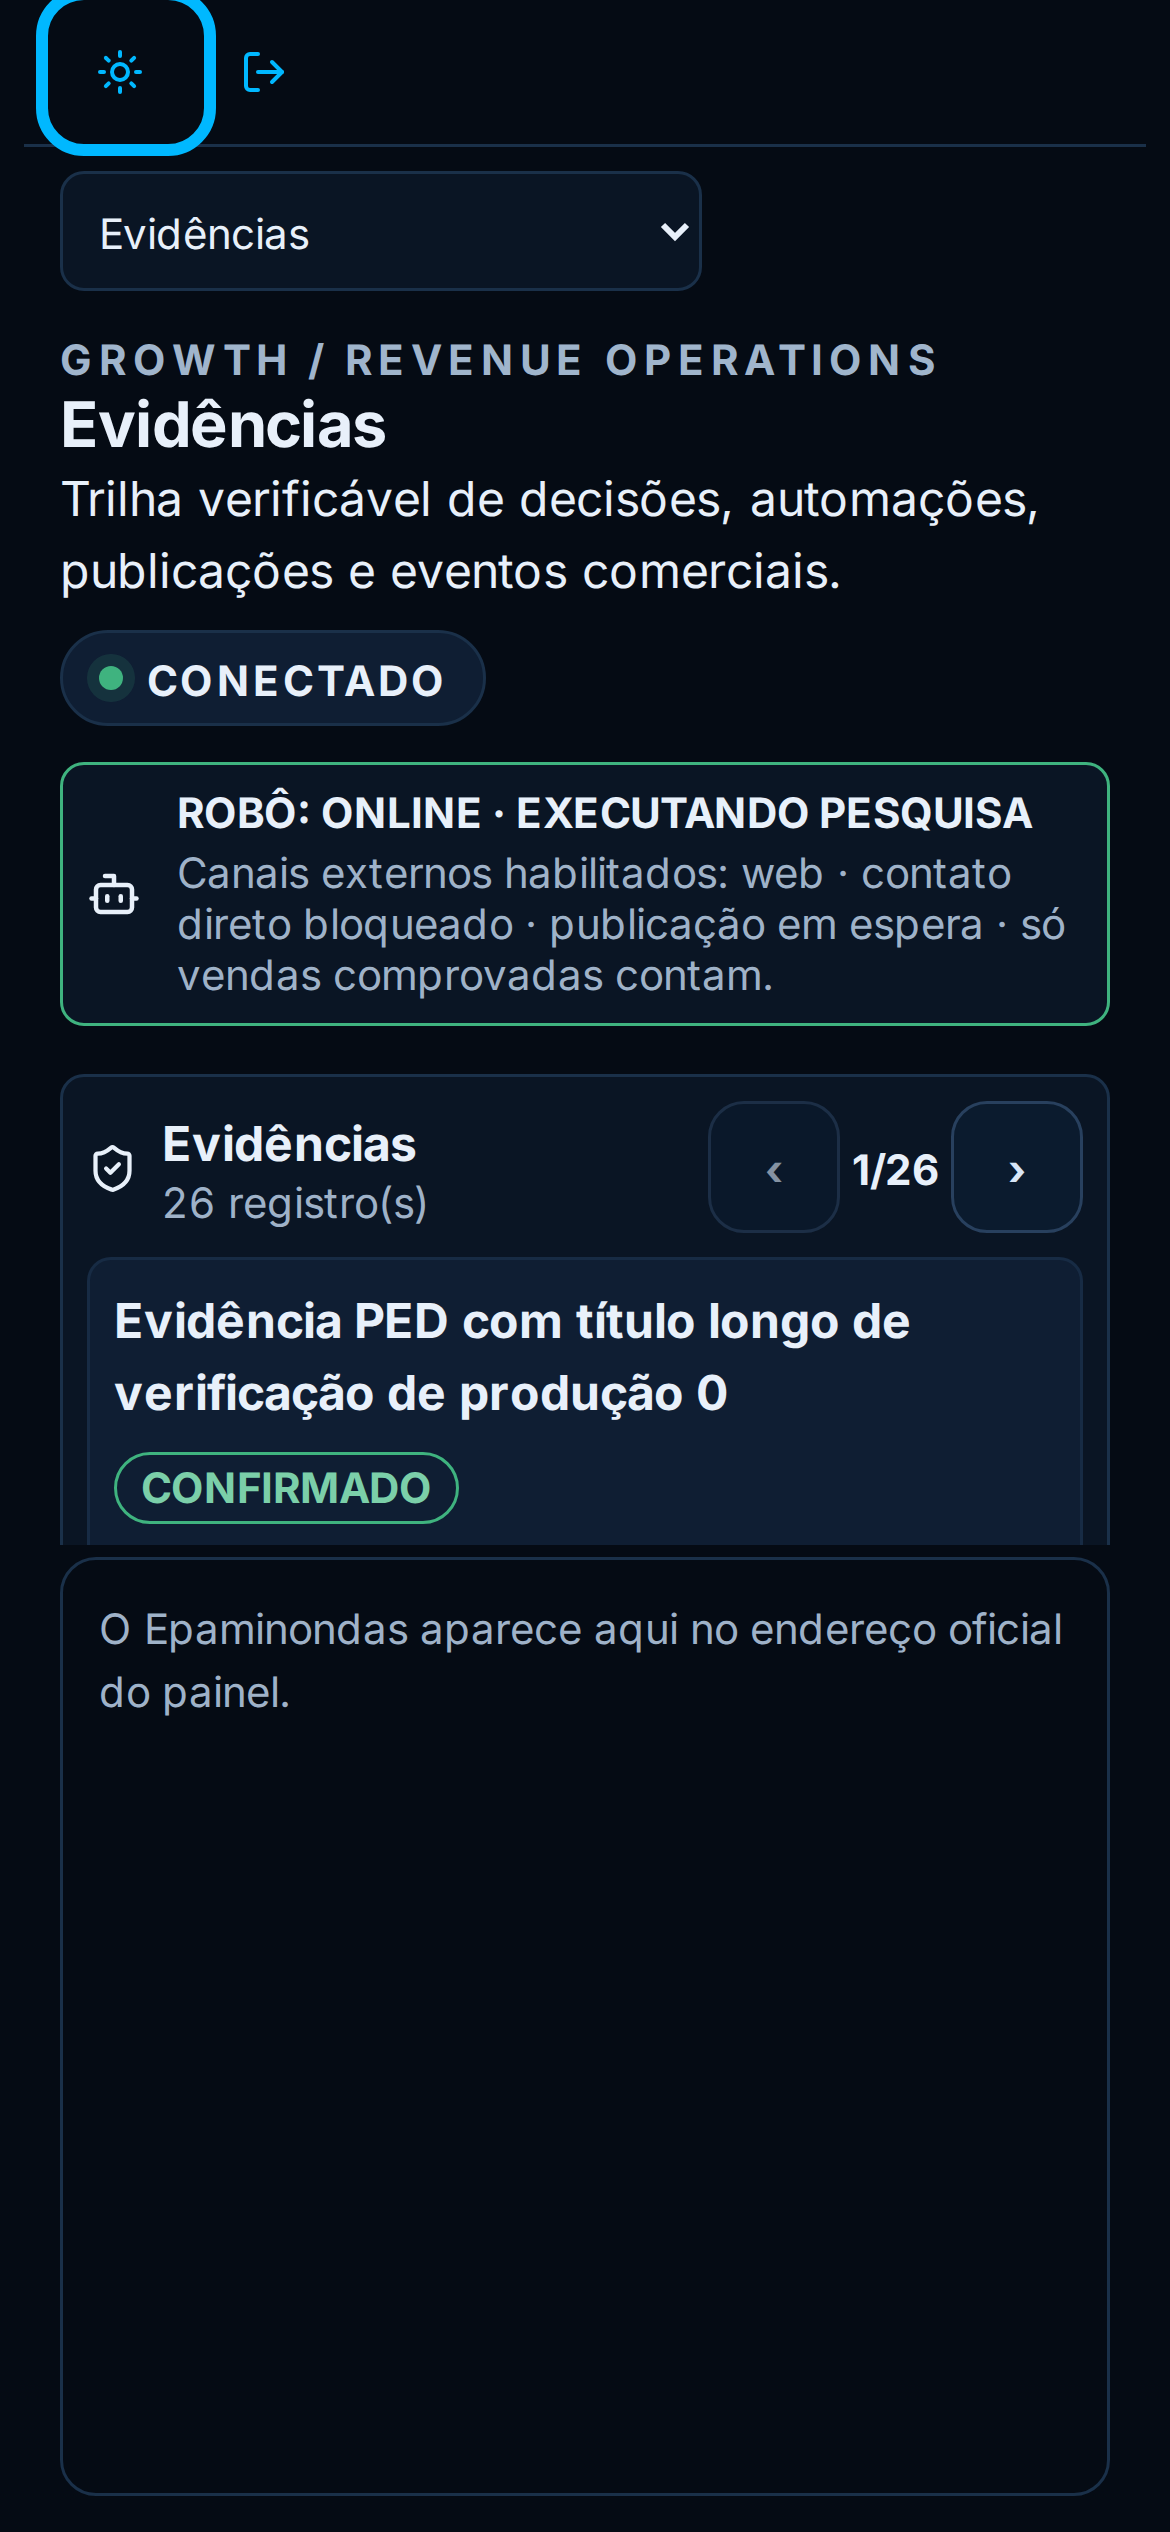 Evidências
GROWTH / REVENUE OPERATIONS
Evidências
Trilha verificável de decisões, automações,
publicações e eventos comerciais.
CONECTADO
ROBÔ: ONLINE · EXECUTANDO PESQUISA
Canais externos habilitados: web · contato
direto bloqueado · publicação em espera · só
vendas comprovadas contam.
Evidências
26 registro(s)
‹ 1/26 ›
Evidência PED com título longo de
verificação de produção 0
CONFIRMADO
O Epaminondas aparece aqui no endereço oficial
do painel.